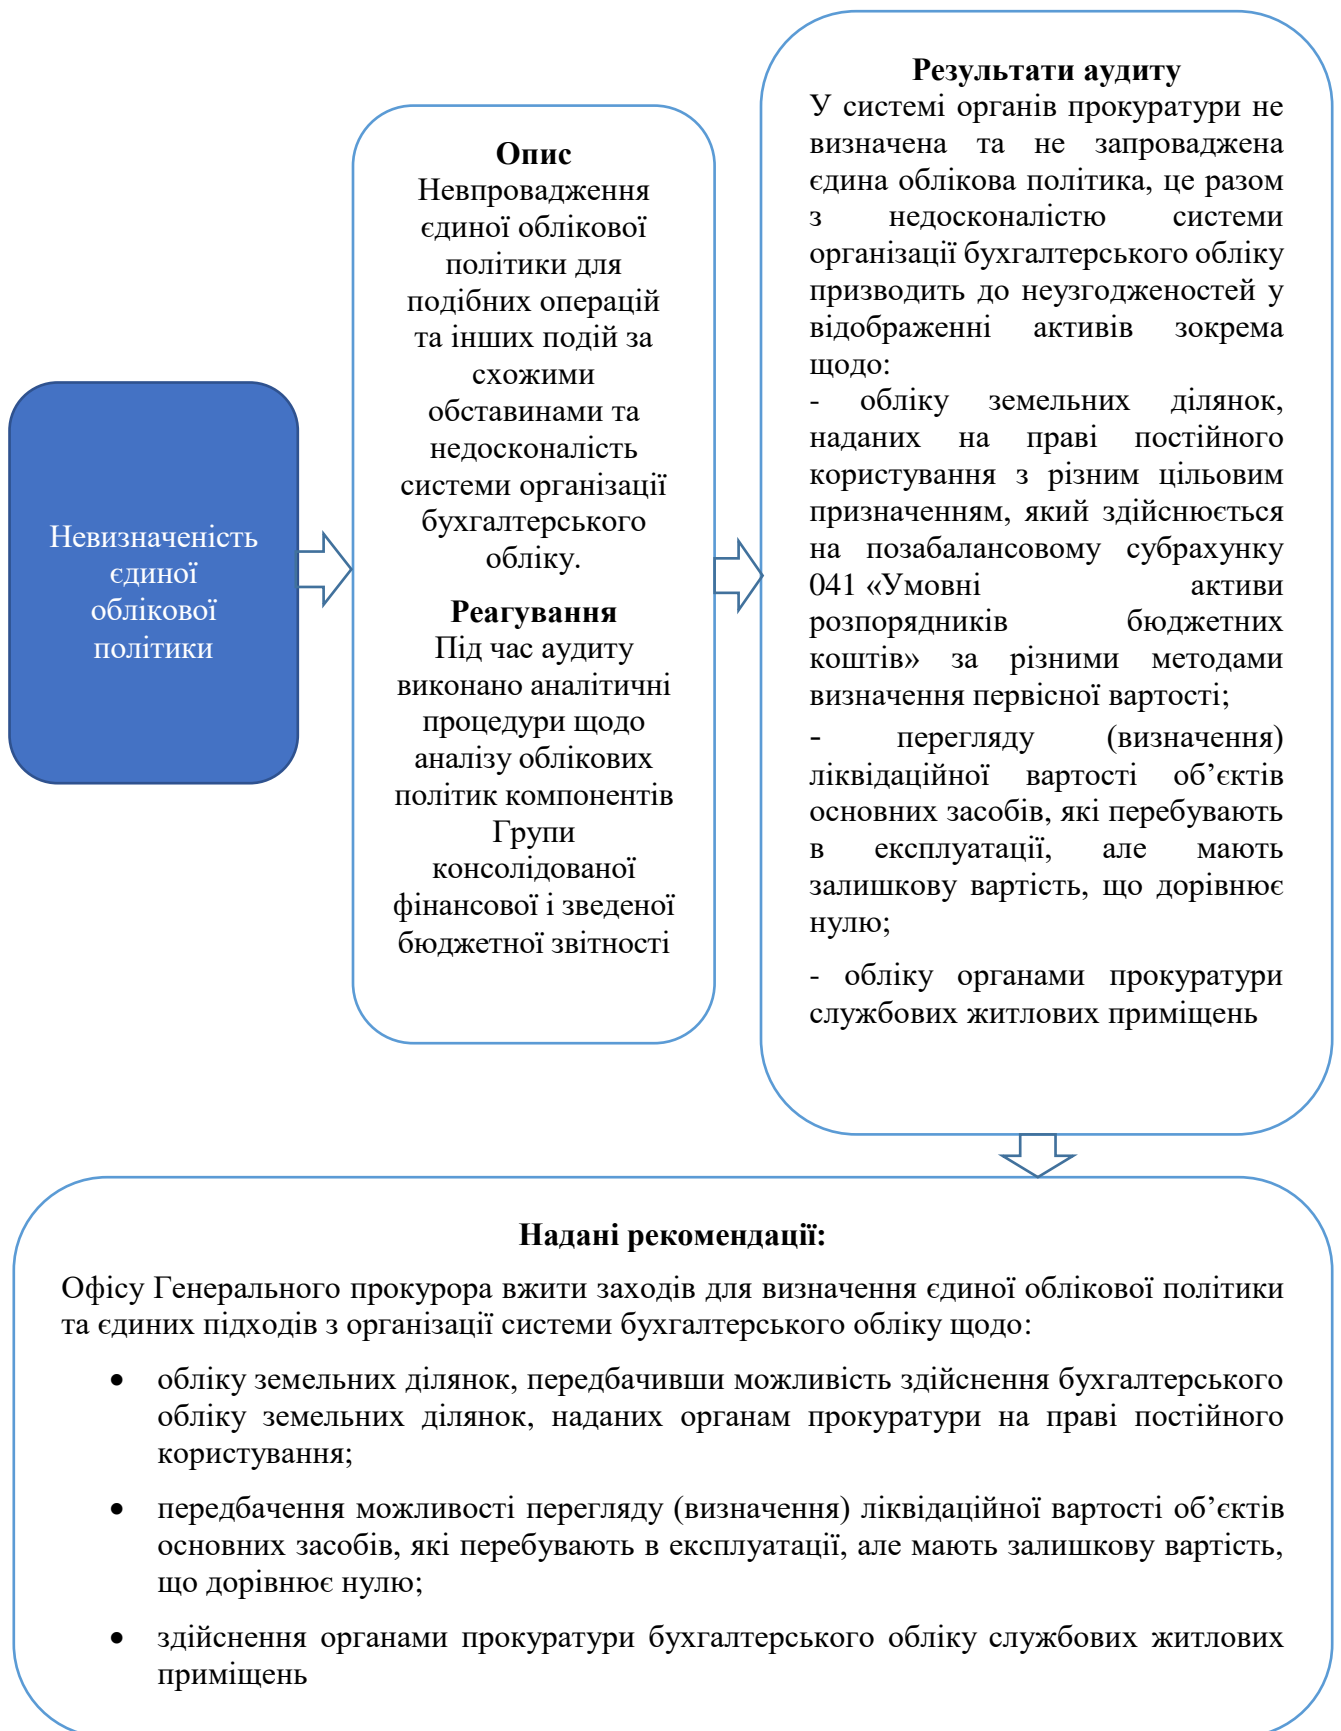 Невизначеність
єдиної
облікової
політики
Опис
Невпровадження
єдиної облікової
політики для
подібних операцій
та інших подій за
схожими
обставинами та
недосконалість
системи організації
бухгалтерського
обліку.
Реагування
Під час аудиту
виконано аналітичні
процедури щодо
аналізу облікових
політик компонентів
Групи
консолідованої
фінансової і зведеної
бюджетної звітності
Результати аудиту
У системі органів прокуратури не
визначена та не запроваджена
єдина облікова політика, це разом
з недосконалістю системи
організації бухгалтерського обліку
призводить до неузгодженостей у
відображенні активів зокрема
щодо:
- обліку земельних ділянок,
наданих на праві постійного
користування з різним цільовим
призначенням, який здійснюється
на позабалансовому субрахунку
041 «Умовні активи
розпорядників бюджетних
коштів» за різними методами
визначення первісної вартості;
- перегляду (визначення)
ліквідаційної вартості об’єктів
основних засобів, які перебувають
в експлуатації, але мають
залишкову вартість, що дорівнює
нулю;
- обліку органами прокуратури
службових житлових приміщень
Надані рекомендації:
Офісу Генерального прокурора вжити заходів для визначення єдиної облікової політики
та єдиних підходів з організації системи бухгалтерського обліку щодо:
• обліку земельних ділянок, передбачивши можливість здійснення бухгалтерського
обліку земельних ділянок, наданих органам прокуратури на праві постійного
користування;
• передбачення можливості перегляду (визначення) ліквідаційної вартості об’єктів
основних засобів, які перебувають в експлуатації, але мають залишкову вартість,
що дорівнює нулю;
• здійснення органами прокуратури бухгалтерського обліку службових житлових
приміщень